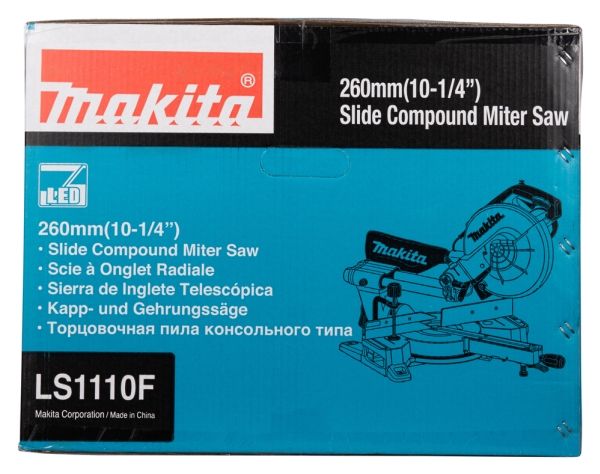 makita®
260mm(10-1/4")
Slide Compound Miter Saw
LED
260mm(10-1/4")
· Slide Compound Miter Saw
· Scie à Onglet Radiale
· Sierra de Inglete Telescópica
· Kapp- und Gehrungssäge
· Торцовочная пила консольного типа
makita
makita
LS1110F
Makita Corporation / Made in China